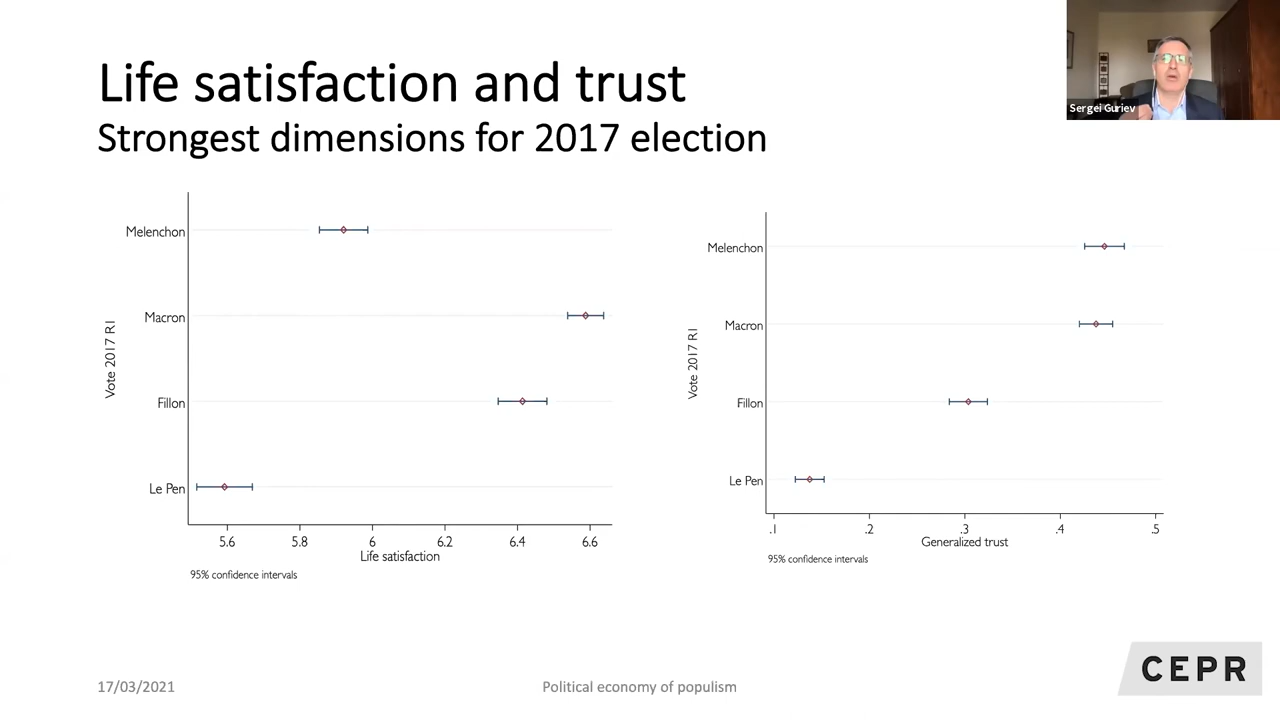 Life satisfaction and trust
Strongest dimensions for 2017 election
Sergei Guriev
Vote 2017 R1
Melenchon
Macron
Fillon
Le Pen
5.6 5.8 6 6.2 6.4 6.6
Life satisfaction
95% confidence intervals
Vote 2017 R1
Melenchon
Macron
Fillon
Le Pen
.1 .2 .3 .4 .5
Generalized trust
95% confidence intervals
17/03/2021
Political economy of populism
CEPR